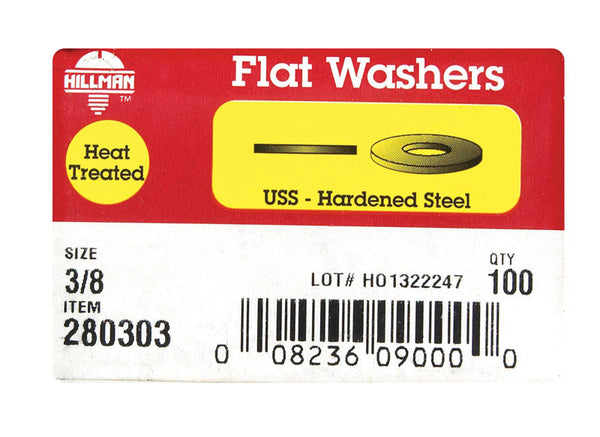 HILLMAN
TM
Flat Washers
Heat
Treated
USS - Hardened Steel
SIZE
3/8
ITEM
280303
LOT# H01322247
QTY
100
0 08236 09000 0